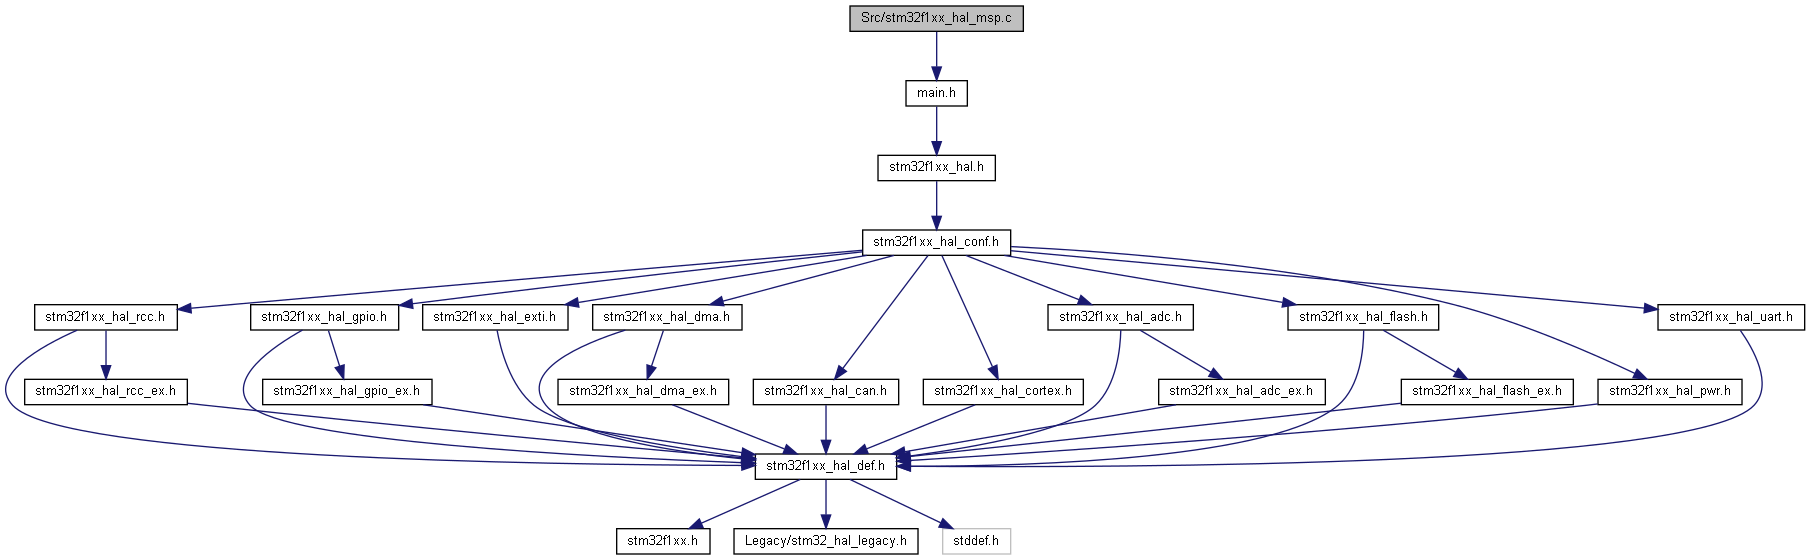 Src/stm32f1xx_hal_msp.c
main.h
stm32f1xx_hal.h
stm32f1xx_hal_conf.h
stm32f1xx_hal_rcc.h
stm32f1xx_hal_gpio.h
stm32f1xx_hal_exti.h
stm32f1xx_hal_dma.h
stm32f1xx_hal_adc.h
stm32f1xx_hal_flash.h
stm32f1xx_hal_uart.h
stm32f1xx_hal_rcc_ex.h
stm32f1xx_hal_gpio_ex.h
stm32f1xx_hal_dma_ex.h
stm32f1xx_hal_can.h
stm32f1xx_hal_cortex.h
stm32f1xx_hal_adc_ex.h
stm32f1xx_hal_flash_ex.h
stm32f1xx_hal_pwr.h
stm32f1xx_hal_def.h
stm32f1xx.h
Legacy/stm32_hal_legacy.h
stddef.h